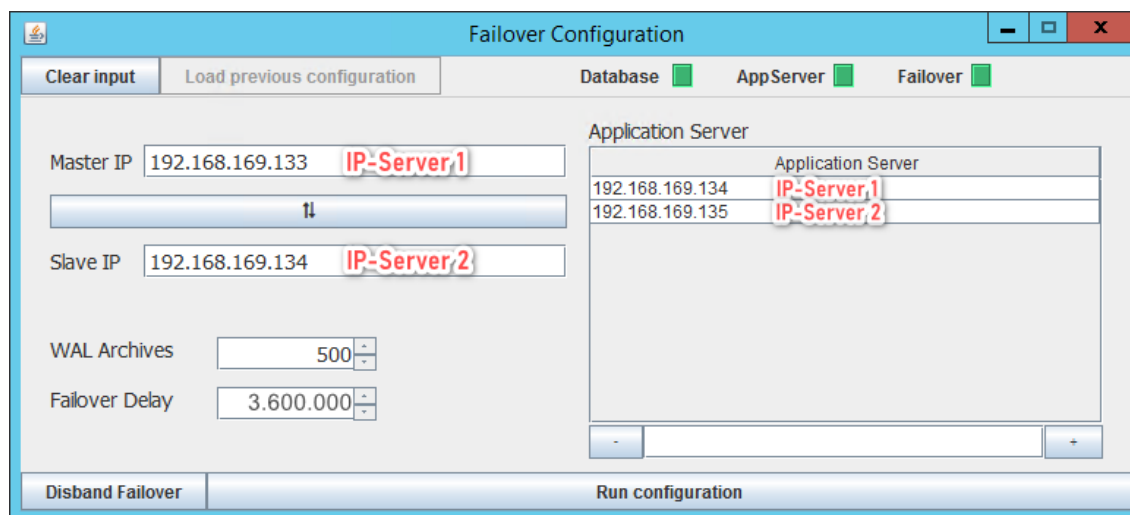 Failover Configuration
Clear input Load previous configuration Database AppServer Failover
Application Server
Master IP 192.168.169.133 IP-Server 1
Application Server
192.168.169.134 IP-Server 1
192.168.169.135 IP-Server 2
Slave IP 192.168.169.134 IP-Server 2
WAL Archives 500
Failover Delay 3.600.000
- +
Disband Failover Run configuration